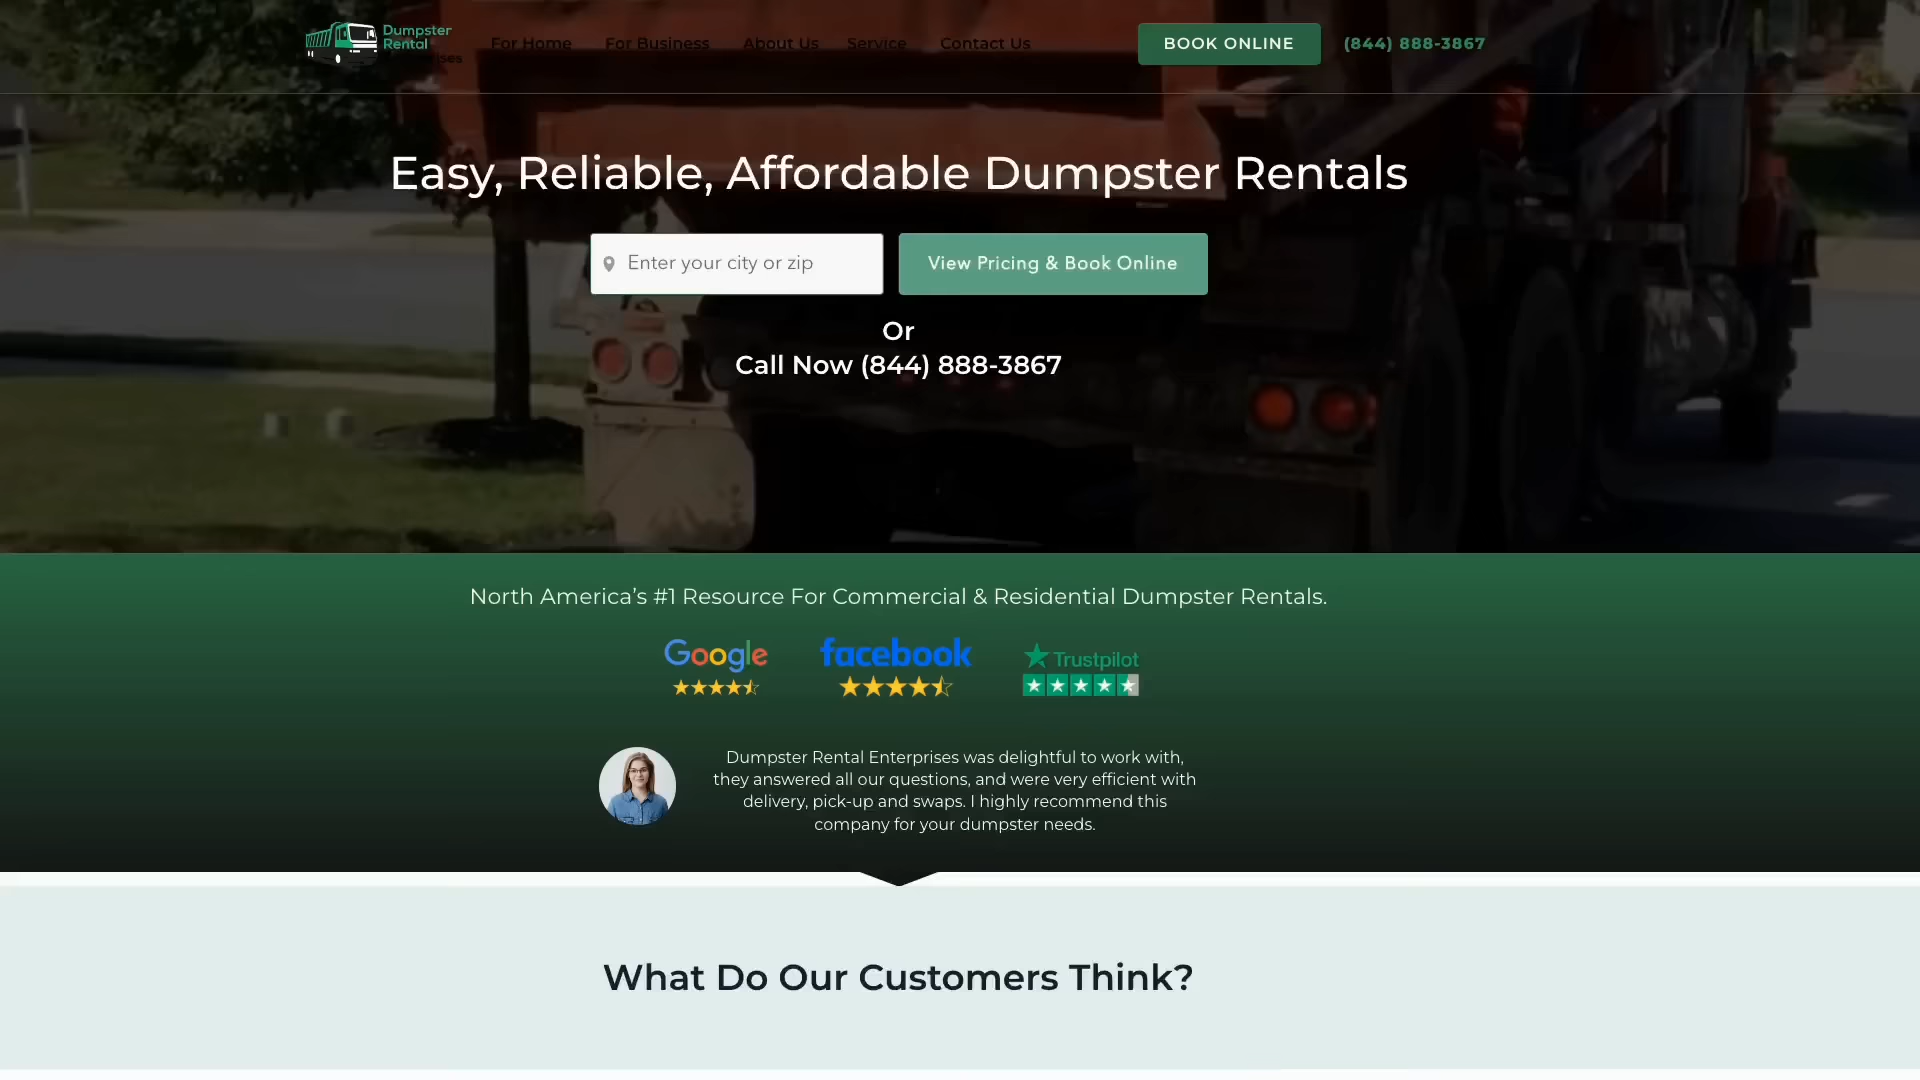 Dumpster
Rental
For Home
For Business
About Us
Service
Contact Us
BOOK ONLINE
(844) 888-3867
Easy, Reliable, Affordable Dumpster Rentals
Enter your city or zip
View Pricing & Book Online
Or
Call Now (844) 888-3867
North America's #1 Resource For Commercial & Residential Dumpster Rentals.
Google
facebook
Trustpilot
Dumpster Rental Enterprises was delightful to work with,
they answered all our questions, and were very efficient with
delivery, pick-up and swaps. I highly recommend this
company for your dumpster needs.
What Do Our Customers Think?